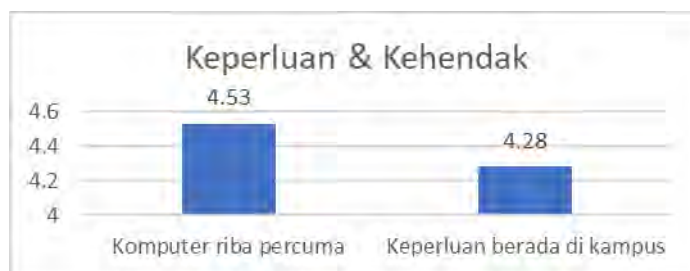 Keperluan & Kehendak
4.53
4.28
4.6
4.4
4.2
4
Komputer riba percuma
Keperluan berada di kampus